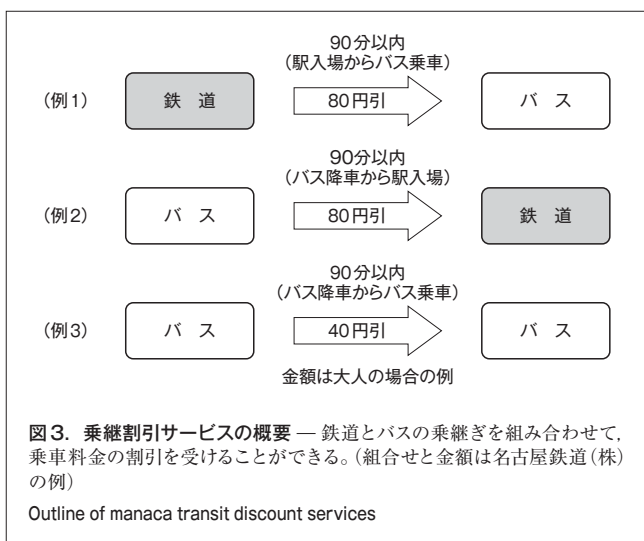 90分以内
(駅入場からバス乗車)
(例1) 鉄 道 80円引 バ ス
90分以内
(バス降車から駅入場)
(例2) バ ス 80円引 鉄 道
90分以内
(バス降車からバス乗車)
(例3) バ ス 40円引 バ ス
金額は大人の場合の例
図3. 乗継割引サービスの概要 — 鉄道とバスの乗継ぎを組み合わせて,
乗車料金の割引を受けることができる。(組合せと金額は名古屋鉄道(株)
の例)
Outline of manaca transit discount services